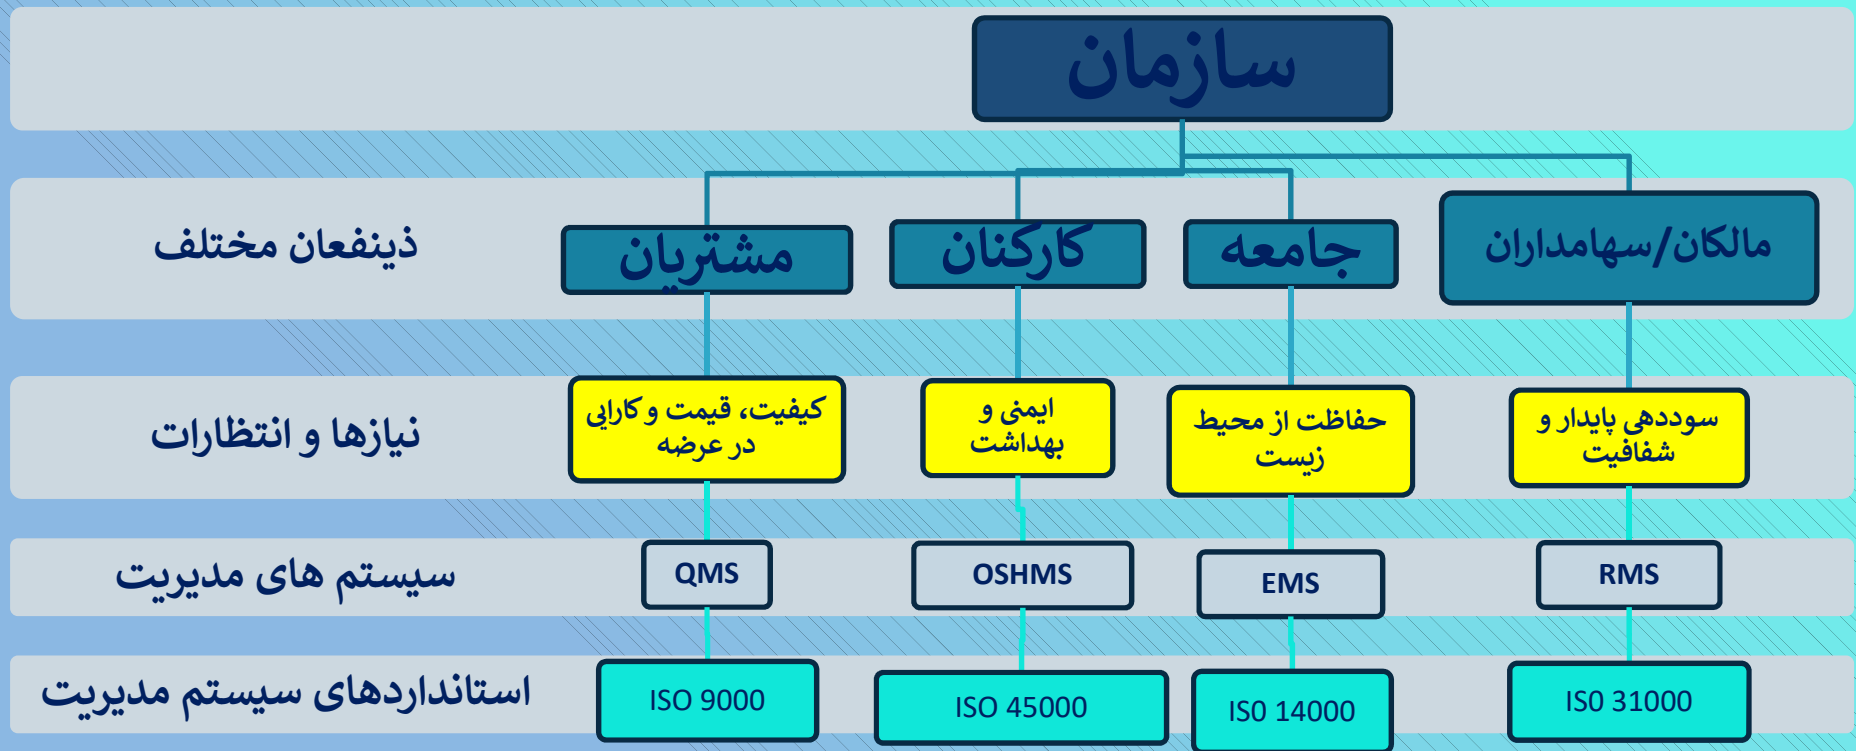 سازمان
ذینفعان مختلف
مالکان/سهامداران
جامعه
کارکنان
مشتریان
نیازها و انتظارات
سوددهی پایدار و
شفافیت
حفاظت از محیط
زیست
ایمنی و
بهداشت
کیفیت، قیمت و کارایی
در عرضه
سیستم های مدیریت
RMS
EMS
OSHMS
QMS
استانداردهای سیستم مدیریت
IS0 31000
IS0 14000
ISO 45000
ISO 9000